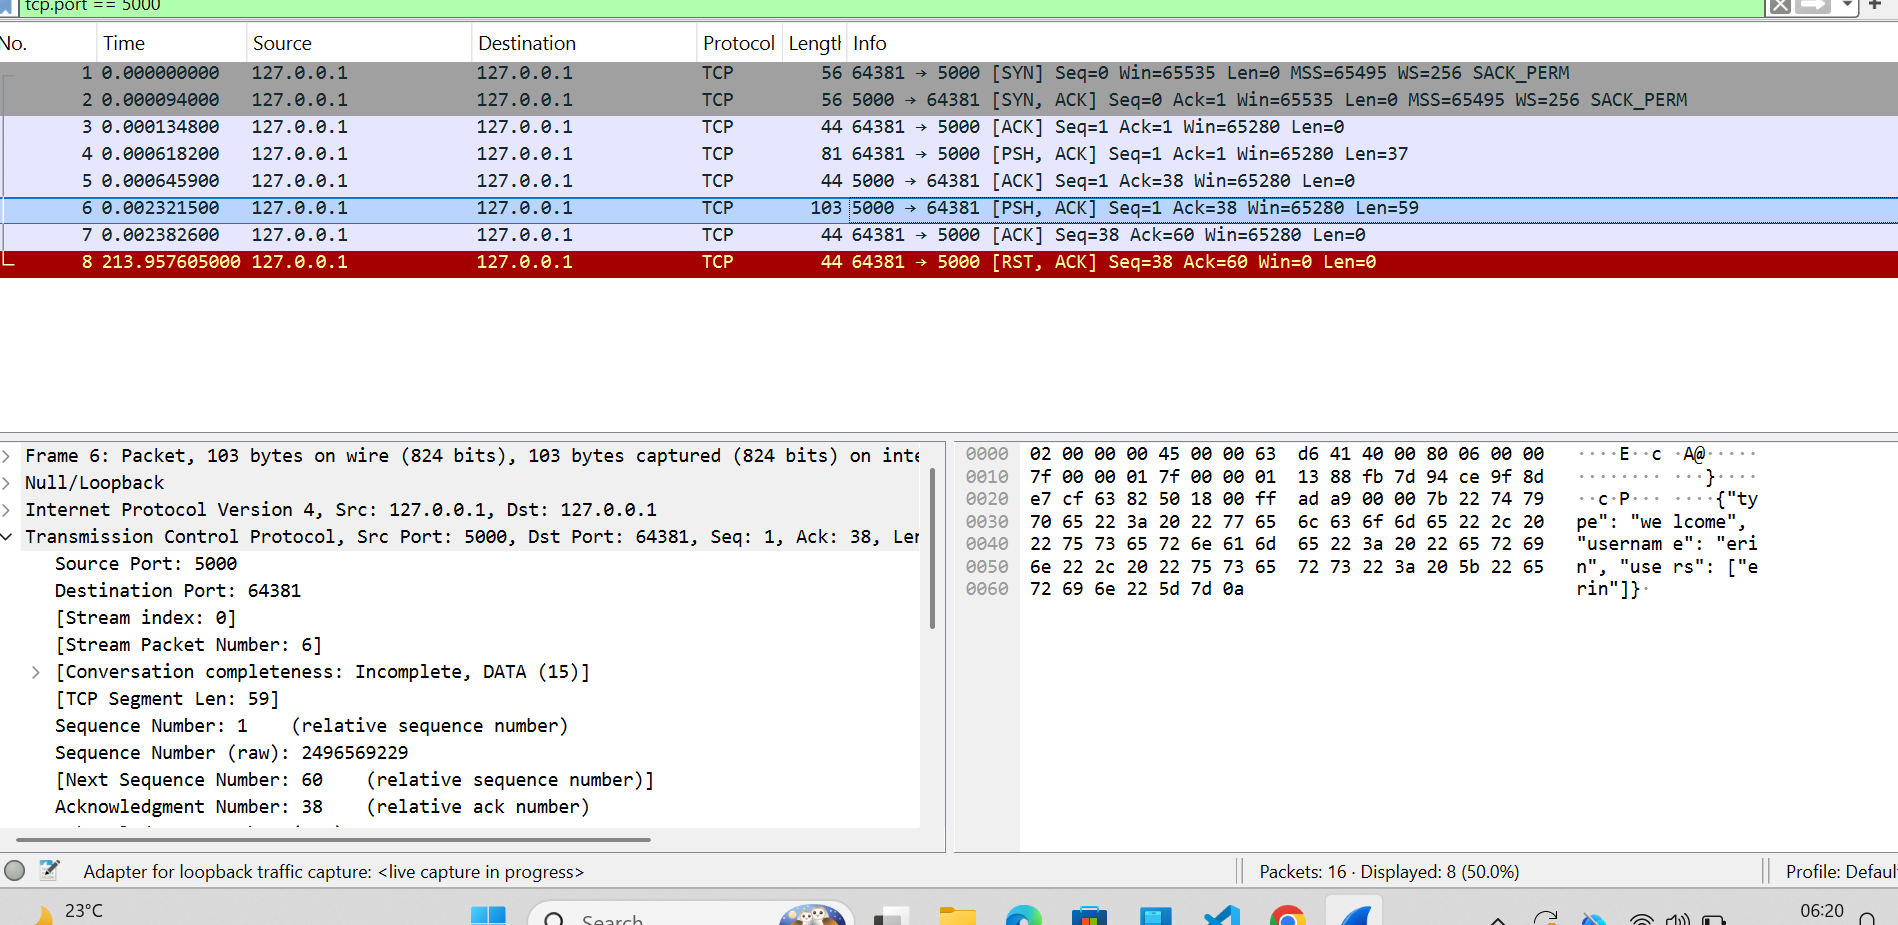 tcp.port == 5000
No. Time Source Destination Protocol Length Info
1 0.000000000 127.0.0.1 127.0.0.1 TCP 56 64381 → 5000 [SYN] Seq=0 Win=65535 Len=0 MSS=65495 WS=256 SACK_PERM
2 0.000094000 127.0.0.1 127.0.0.1 TCP 56 5000 → 64381 [SYN, ACK] Seq=0 Ack=1 Win=65535 Len=0 MSS=65495 WS=256 SACK_PERM
3 0.000134800 127.0.0.1 127.0.0.1 TCP 44 64381 → 5000 [ACK] Seq=1 Ack=1 Win=65280 Len=0
4 0.000618200 127.0.0.1 127.0.0.1 TCP 81 64381 → 5000 [PSH, ACK] Seq=1 Ack=1 Win=65280 Len=37
5 0.000645900 127.0.0.1 127.0.0.1 TCP 44 5000 → 64381 [ACK] Seq=1 Ack=38 Win=65280 Len=0
6 0.002321500 127.0.0.1 127.0.0.1 TCP 103 5000 → 64381 [PSH, ACK] Seq=1 Ack=38 Win=65280 Len=59
7 0.002382600 127.0.0.1 127.0.0.1 TCP 44 64381 → 5000 [ACK] Seq=38 Ack=60 Win=65280 Len=0
8 213.957605000 127.0.0.1 127.0.0.1 TCP 44 64381 → 5000 [RST, ACK] Seq=38 Ack=60 Win=0 Len=0
Frame 6: Packet, 103 bytes on wire (824 bits), 103 bytes captured (824 bits) on inte
Null/Loopback
Internet Protocol Version 4, Src: 127.0.0.1, Dst: 127.0.0.1
Transmission Control Protocol, Src Port: 5000, Dst Port: 64381, Seq: 1, Ack: 38, Ler
Source Port: 5000
Destination Port: 64381
[Stream index: 0]
[Stream Packet Number: 6]
[Conversation completeness: Incomplete, DATA (15)]
[TCP Segment Len: 59]
Sequence Number: 1 (relative sequence number)
Sequence Number (raw): 2496569229
[Next Sequence Number: 60 (relative sequence number)]
Acknowledgment Number: 38 (relative ack number)
0000 02 00 00 00 45 00 00 63 d6 41 40 00 80 06 00 00 ····E··c ·A@·····
0010 7f 00 00 01 7f 00 00 01 13 88 fb 7d 94 ce 9f 8d ········ ···}····
0020 e7 cf 63 82 50 18 00 ff ad a9 00 00 7b 22 74 79 ··c·P··· ····{"ty
0030 70 65 22 3a 20 22 77 65 6c 63 6f 6d 65 22 2c 20 pe": "we lcome",
0040 22 75 73 65 72 6e 61 6d 65 22 3a 20 22 65 72 69 "usernam e": "eri
0050 6e 22 2c 20 22 75 73 65 72 73 22 3a 20 5b 22 65 n", "use rs": ["e
0060 72 69 6e 22 5d 7d 0a rin"]}·
Adapter for loopback traffic capture: <live capture in progress> Packets: 16 · Displayed: 8 (50.0%) Profile: Defaul
23°C Search 06:20